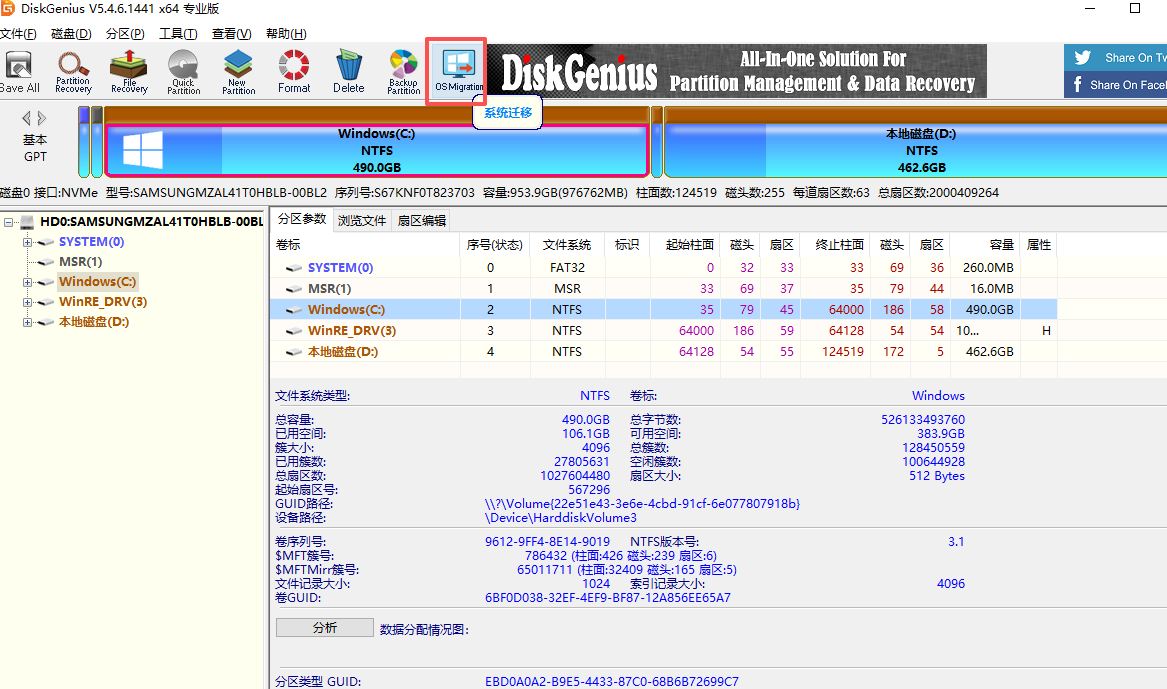 DiskGenius V5.4.6.1441 x64 专业版
文件(F) 磁盘(D) 分区(P) 工具(T) 查看(V) 帮助(H)
Save All Partition Recovery File Recovery Quick Partition New Partition Format Delete Backup Partition OS Migration
DiskGenius All-In-One Solution For
Partition Management & Data Recovery
Share On Tw
Share On Facel
系统迁移
基本
GPT
Windows(C:)
NTFS
490.0GB
本地磁盘(D:)
NTFS
462.6GB
磁盘0 接口:NVMe 型号:SAMSUNGMZAL41T0HBLB-00BL2 序列号:S67KNF0T823703 容量:953.9GB(976762MB) 柱面数:124519 磁头数:255 每道扇区数:63 总扇区数:2000409264
HD0:SAMSUNGMZAL41T0HBLB-00BL
SYSTEM(0)
MSR(1)
Windows(C:)
WinRE_DRV(3)
本地磁盘(D:)
分区参数 浏览文件 扇区编辑
卷标 序号(状态) 文件系统 标识 起始柱面 磁头 扇区 终止柱面 磁头 扇区 容量 属性
SYSTEM(0) 0 FAT32 0 32 33 33 69 36 260.0MB
MSR(1) 1 MSR 33 69 37 35 79 44 16.0MB
Windows(C:) 2 NTFS 35 79 45 64000 186 58 490.0GB
WinRE_DRV(3) 3 NTFS 64000 186 59 64128 54 54 10... H
本地磁盘(D:) 4 NTFS 64128 54 55 124519 172 5 462.6GB
文件系统类型: NTFS 卷标: Windows
总容量: 490.0GB 总字节数: 526133493760
已用空间: 106.1GB 可用空间: 383.9GB
簇大小: 4096 总簇数: 128450559
已用簇数: 27805631 空闲簇数: 100644928
总扇区数: 1027604480 扇区大小: 512 Bytes
起始扇区号: 567296
GUID路径: \\?\Volume{22e51e43-3e6e-4cbd-91cf-6e077807918b}
设备路径: \Device\HarddiskVolume3
卷序列号: 9612-9FF4-8E14-9019 NTFS版本号: 3.1
$MFT簇号: 786432 (柱面:426 磁头:239 扇区:6)
$MFTMirr簇号: 65011711 (柱面:32409 磁头:165 扇区:5)
文件记录大小: 1024 索引记录大小: 4096
卷GUID: 6BF0D038-32EF-4EF9-BF87-12A856EE65A7
分析 数据分配情况图:
分区类型 GUID: EBD0A0A2-B9E5-4433-87C0-68B6B72699C7